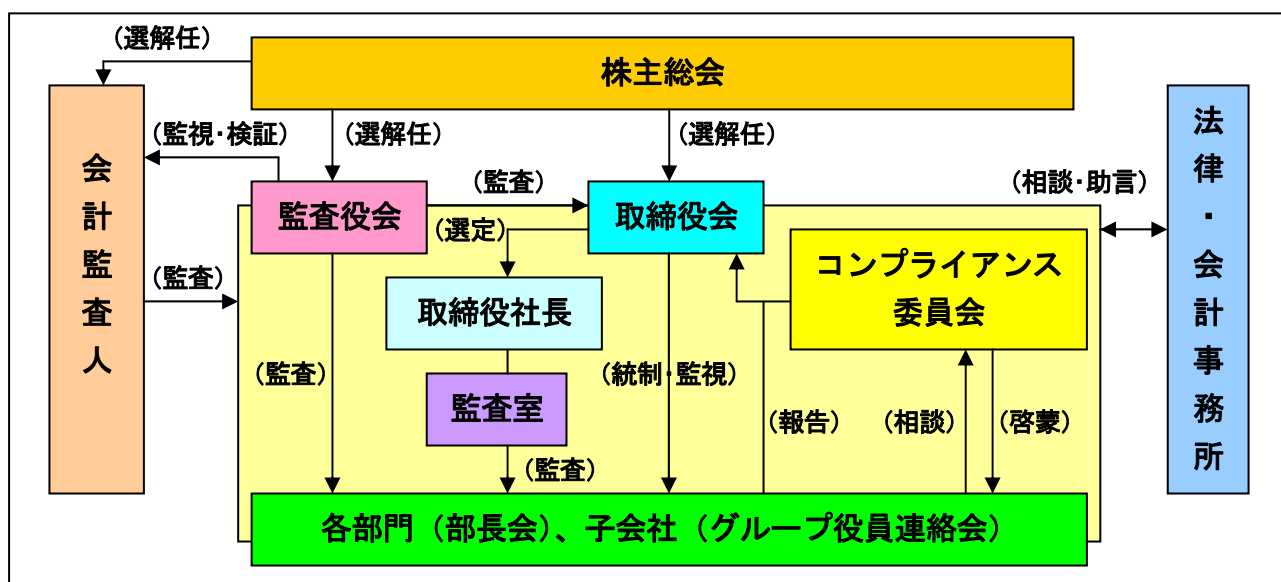 （選解任）
株主総会
（監視・検証）
（選解任）
（選解任）
会計監査人
法律・会計事務所
監査役会
（監査）
取締役会
（相談・助言）
（選定）
コンプライアンス
委員会
（監査）
取締役社長
（監査）
（統制・監視）
監査室
（報告）
（相談）
（啓蒙）
（監査）
各部門（部長会）、子会社（グループ役員連絡会）